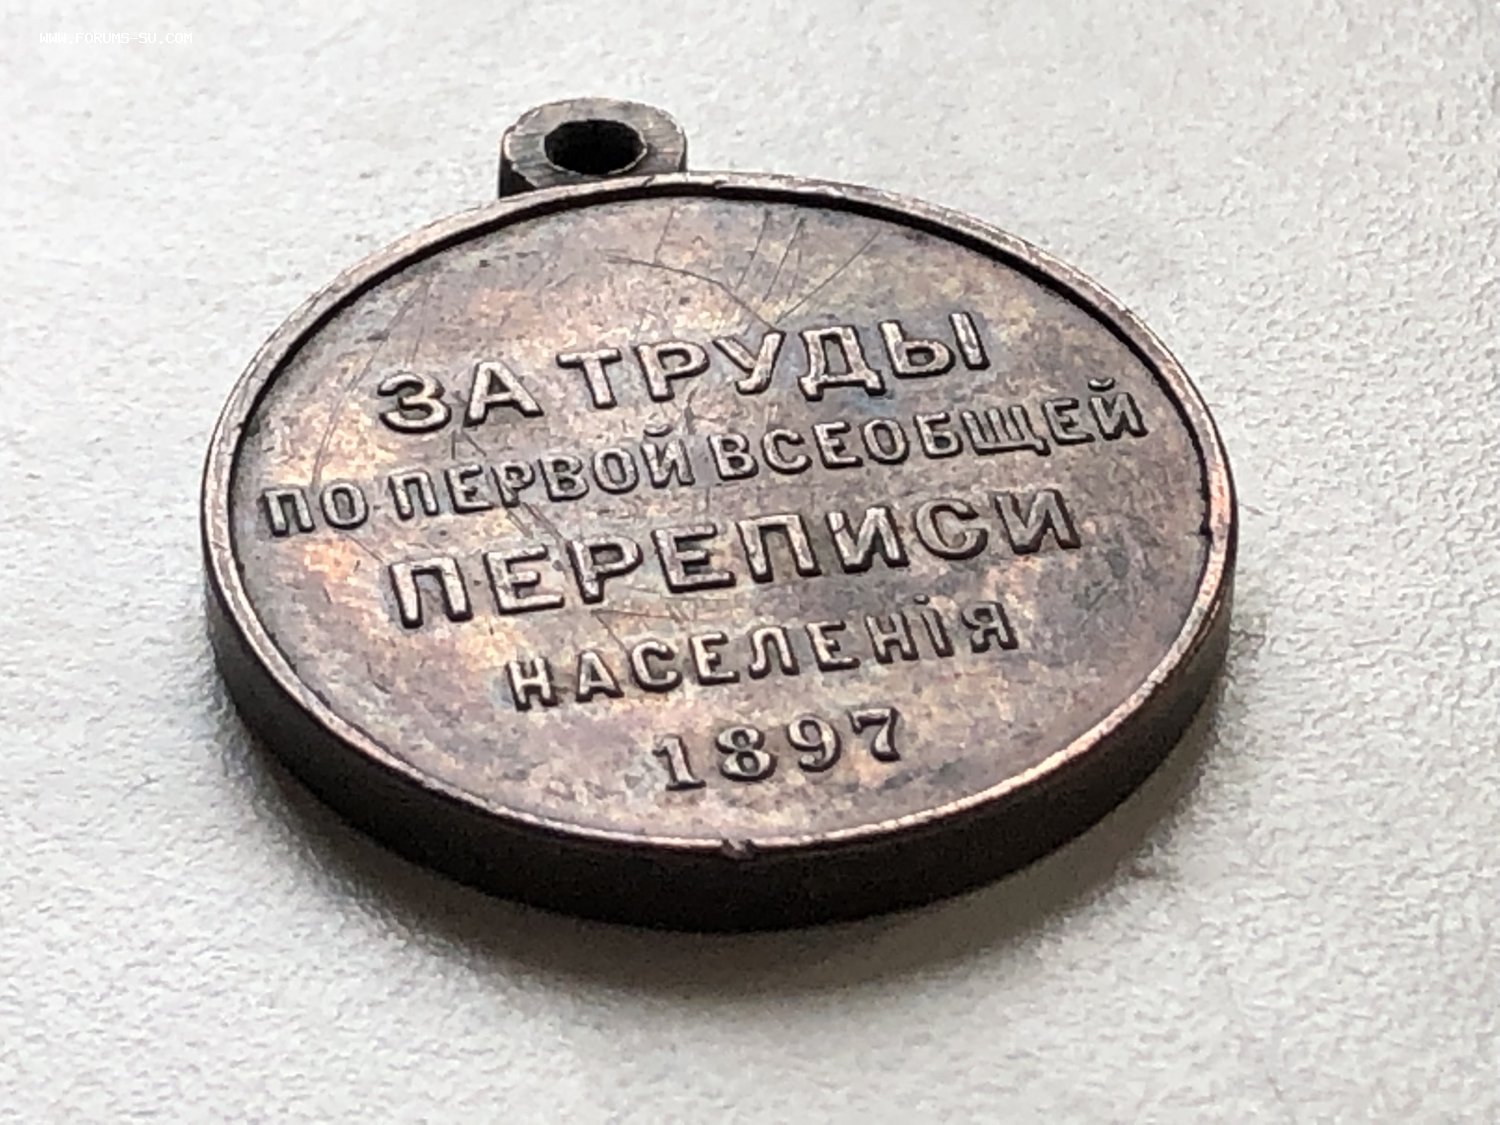 WWW.FORUMS-SU.COM
ЗА ТРУДЫ
ПО ПЕРВОЙ ВСЕОБЩЕЙ
ПЕРЕПИСИ
НАСЕЛЕНІЯ
1897